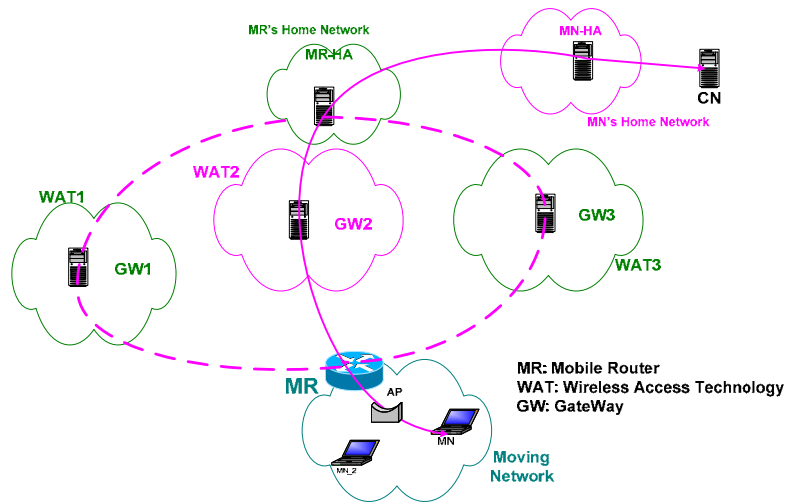 MR's Home Network
MR-HA
MN-HA
CN
MN's Home Network
WAT2
WAT1
GW2
GW3
GW1
WAT3
MR
AP
MN
MN_2
Moving
Network
MR: Mobile Router
WAT: Wireless Access Technology
GW: GateWay